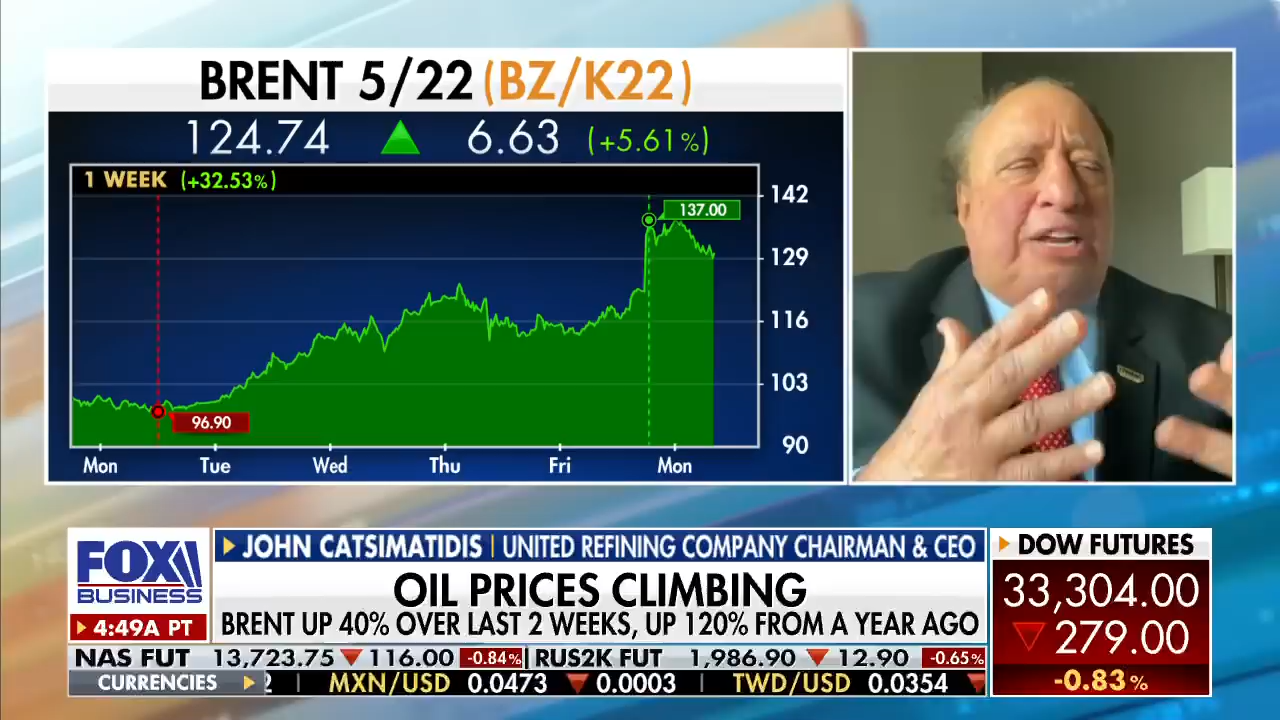 BRENT 5/22 (BZ/K22)
124.74 ▲ 6.63 (+5.61%)
1 WEEK (+32.53%)
142
137.00
129
116
103
96.90
90
Mon Tue Wed Thu Fri Mon
FOX BUSINESS
4:49A PT
JOHN CATSIMATIDIS | UNITED REFINING COMPANY CHAIRMAN & CEO
OIL PRICES CLIMBING
BRENT UP 40% OVER LAST 2 WEEKS, UP 120% FROM A YEAR AGO
DOW FUTURES
33,304.00
▼ 279.00
-0.83%
NAS FUT 13,723.75 ▼ 116.00 -0.84% RUS2K FUT 1,986.90 ▼ 12.90 -0.65%
CURRENCIES 2 | MXN/USD 0.0473 ▼ 0.0003 | TWD/USD 0.0354